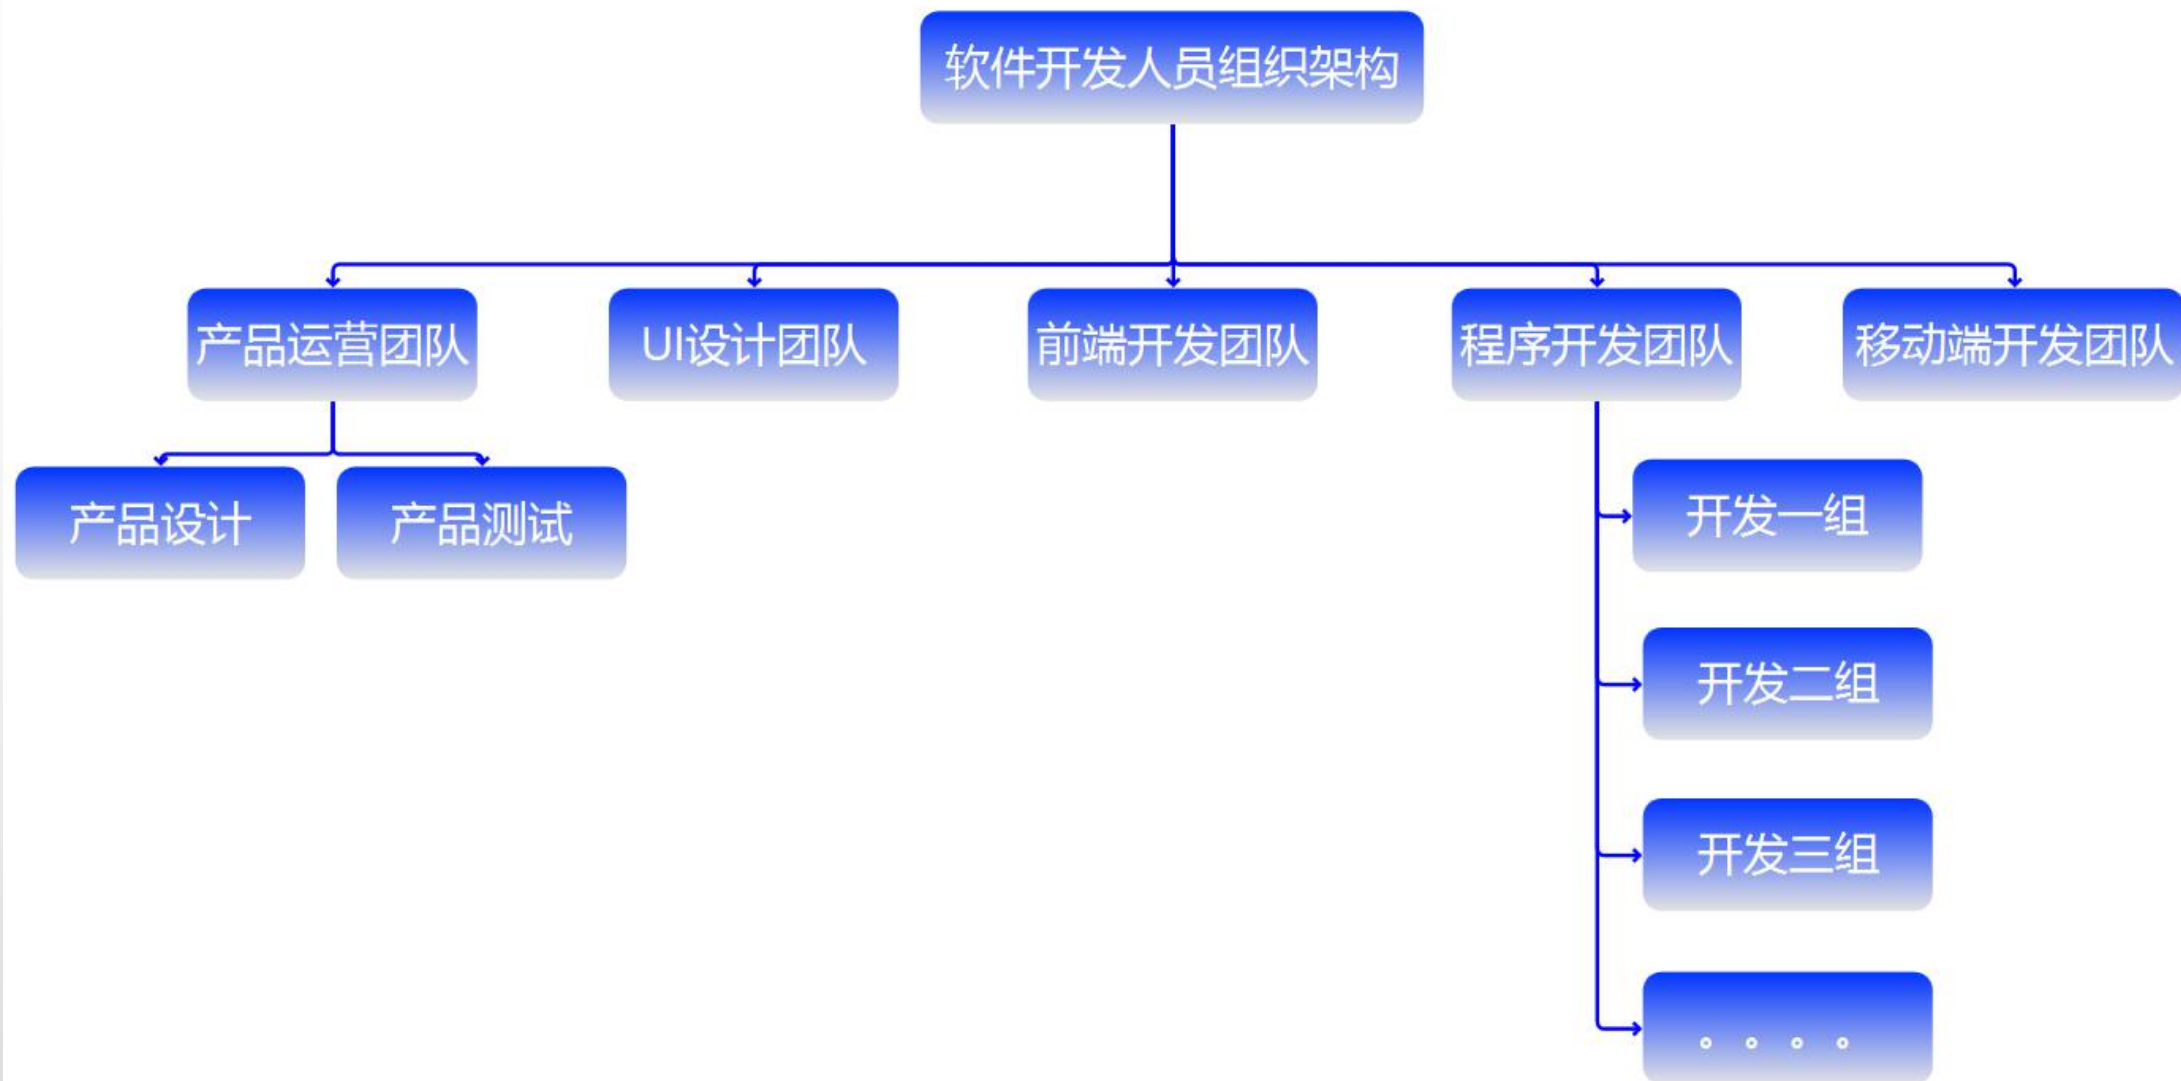 软件开发人员组织架构
产品运营团队
UI设计团队
前端开发团队
程序开发团队
移动端开发团队
产品设计
产品测试
开发一组
开发二组
开发三组
。。。。